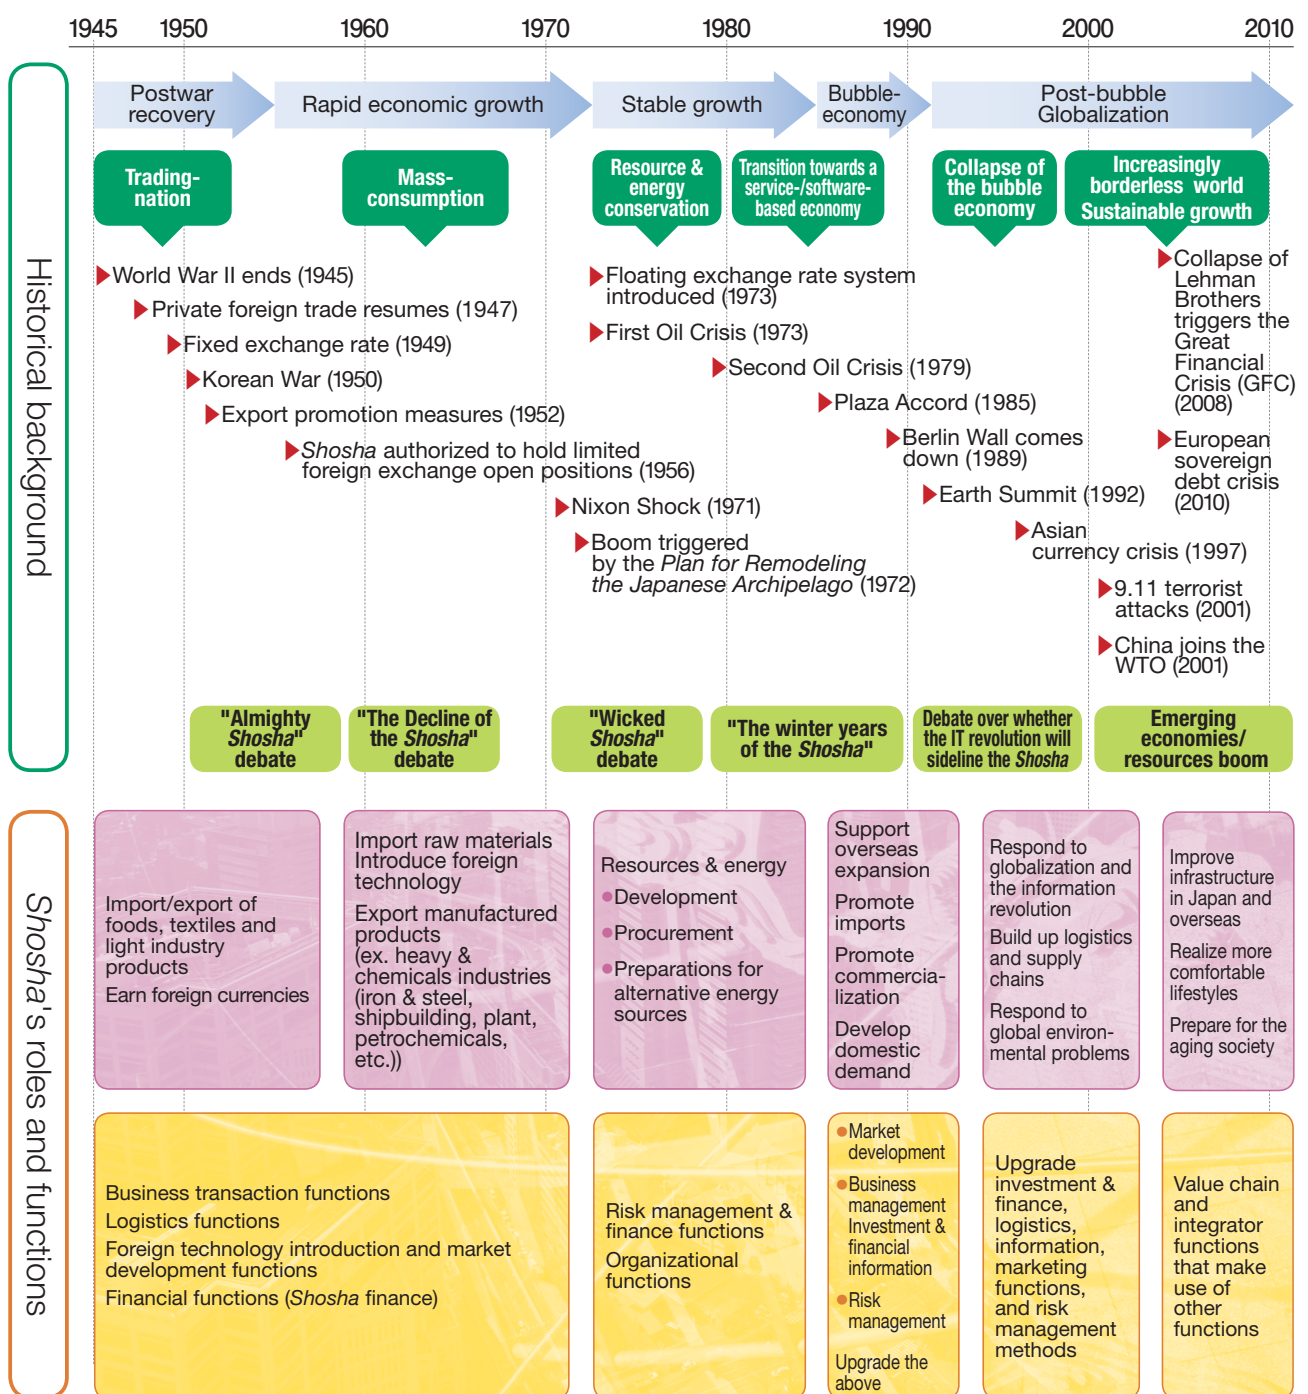 1945 1950 1960 1970 1980 1990 2000 2010
Historical background
Postwar
recovery
Rapid economic growth
Stable growth
Bubble-
economy
Post-bubble
Globalization
Trading-
nation
Mass-
consumption
Resource &
energy
conservation
Transition towards a
service-/software-
based economy
Collapse of
the bubble
economy
Increasingly
borderless world
Sustainable growth
World War II ends (1945)
Private foreign trade resumes (1947)
Fixed exchange rate (1949)
Korean War (1950)
Export promotion measures (1952)
Shosha authorized to hold limited
foreign exchange open positions (1956)
Nixon Shock (1971)
Boom triggered
by the Plan for Remodeling
the Japanese Archipelago (1972)
Floating exchange rate system
introduced (1973)
First Oil Crisis (1973)
Second Oil Crisis (1979)
Plaza Accord (1985)
Berlin Wall comes
down (1989)
Earth Summit (1992)
Asian
currency crisis (1997)
9.11 terrorist
attacks (2001)
China joins the
WTO (2001)
Collapse of
Lehman
Brothers
triggers the
Great
Financial
Crisis (GFC)
(2008)
European
sovereign
debt crisis
(2010)
"Almighty
Shosha"
debate
"The Decline of
the Shosha"
debate
"Wicked
Shosha"
debate
"The winter years
of the Shosha"
Debate over whether
the IT revolution will
sideline the Shosha
Emerging
economies/
resources boom
Shosha's roles and functions
Import/export of
foods, textiles and
light industry
products
Earn foreign currencies
Import raw materials
Introduce foreign
technology
Export manufactured
products
(ex. heavy &
chemicals industries
(iron & steel,
shipbuilding, plant,
petrochemicals,
etc.))
Resources & energy
•Development
•Procurement
•Preparations for
alternative energy
sources
Support
overseas
expansion
Promote
imports
Promote
commercia-
lization
Develop
domestic
demand
Respond to
globalization and
the information
revolution
Build up logistics
and supply
chains
Respond to
global environ-
mental problems
Improve
infrastructure
in Japan and
overseas
Realize more
comfortable
lifestyles
Prepare for the
aging society
Business transaction functions
Logistics functions
Foreign technology introduction and market
development functions
Financial functions (Shosha finance)
Risk management &
finance functions
Organizational
functions
•Market
development
•Business
management
Investment &
financial
information
•Risk
management
Upgrade the
above
Upgrade
investment &
finance,
logistics,
information,
marketing
functions,
and risk
management
methods
Value chain
and
integrator
functions
that make
use of
other
functions